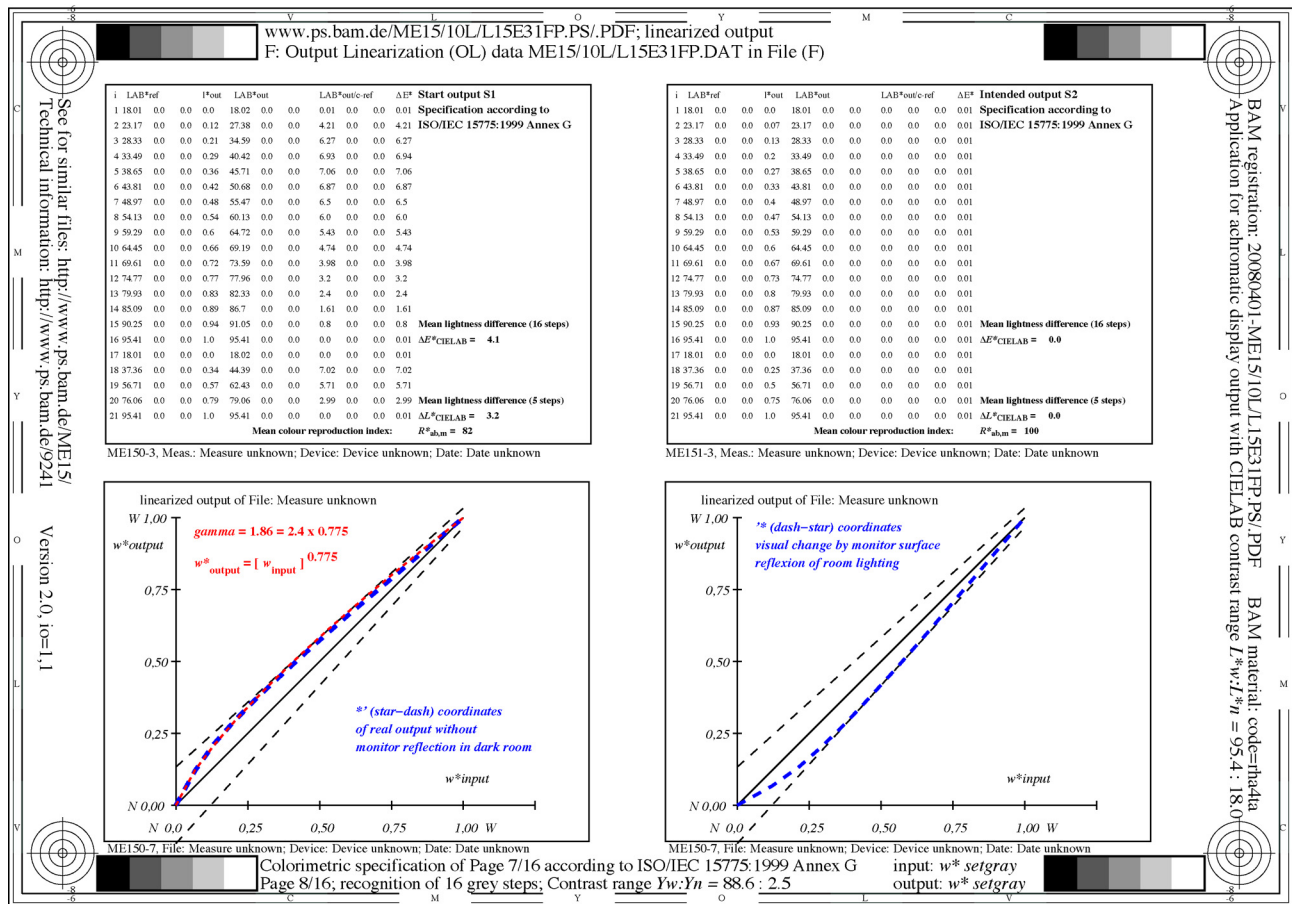 V L O Y M C
-6 -8
-6 -8
www.ps.bam.de/ME15/10L/L15E31FP.PS/.PDF; linearized output
F: Output Linearization (OL) data ME15/10L/L15E31FP.DAT in File (F)
See for similar files: http://www.ps.bam.de/ME15/
Technical information: http://www.ps.bam.de/9241 Version 2.0, io=1,1
C
M
Y
O
L
V
i LAB*ref l*out LAB*out LAB*out/c-ref ΔE* Start output S1
1 18.01 0.0 0.0 0.0 18.02 0.0 0.0 0.01 0.0 0.0 0.01 Specification according to
2 23.17 0.0 0.0 0.12 27.38 0.0 0.0 4.21 0.0 0.0 4.21 ISO/IEC 15775:1999 Annex G
3 28.33 0.0 0.0 0.21 34.59 0.0 0.0 6.27 0.0 0.0 6.27
4 33.49 0.0 0.0 0.29 40.42 0.0 0.0 6.93 0.0 0.0 6.94
5 38.65 0.0 0.0 0.36 45.71 0.0 0.0 7.06 0.0 0.0 7.06
6 43.81 0.0 0.0 0.42 50.68 0.0 0.0 6.87 0.0 0.0 6.87
7 48.97 0.0 0.0 0.48 55.47 0.0 0.0 6.5 0.0 0.0 6.5
8 54.13 0.0 0.0 0.54 60.13 0.0 0.0 6.0 0.0 0.0 6.0
9 59.29 0.0 0.0 0.6 64.72 0.0 0.0 5.43 0.0 0.0 5.43
10 64.45 0.0 0.0 0.66 69.19 0.0 0.0 4.74 0.0 0.0 4.74
11 69.61 0.0 0.0 0.72 73.59 0.0 0.0 3.98 0.0 0.0 3.98
12 74.77 0.0 0.0 0.77 77.96 0.0 0.0 3.2 0.0 0.0 3.2
13 79.93 0.0 0.0 0.83 82.33 0.0 0.0 2.4 0.0 0.0 2.4
14 85.09 0.0 0.0 0.89 86.7 0.0 0.0 1.61 0.0 0.0 1.61
15 90.25 0.0 0.0 0.94 91.05 0.0 0.0 0.8 0.0 0.0 0.8 Mean lightness difference (16 steps)
16 95.41 0.0 0.0 1.0 95.41 0.0 0.0 0.0 0.0 0.0 0.01 ΔE*CIELAB = 4.1
17 18.01 0.0 0.0 0.0 18.02 0.0 0.0 0.01 0.0 0.0 0.01
18 37.36 0.0 0.0 0.34 44.39 0.0 0.0 7.02 0.0 0.0 7.02
19 56.71 0.0 0.0 0.57 62.43 0.0 0.0 5.71 0.0 0.0 5.71
20 76.06 0.0 0.0 0.79 79.06 0.0 0.0 2.99 0.0 0.0 2.99 Mean lightness difference (5 steps)
21 95.41 0.0 0.0 1.0 95.41 0.0 0.0 0.0 0.0 0.0 0.01 ΔL*CIELAB = 3.2
Mean colour reproduction index: R*ab,m = 82
ME150-3, Meas.: Measure unknown; Device: Device unknown; Date: Date unknown
i LAB*ref l*out LAB*out LAB*out/c-ref ΔE* Intended output S2
1 18.01 0.0 0.0 0.0 18.01 0.0 0.0 0.0 0.0 0.0 0.01 Specification according to
2 23.17 0.0 0.0 0.07 23.17 0.0 0.0 0.0 0.0 0.0 0.01 ISO/IEC 15775:1999 Annex G
3 28.33 0.0 0.0 0.13 28.33 0.0 0.0 0.0 0.0 0.0 0.01
4 33.49 0.0 0.0 0.2 33.49 0.0 0.0 0.0 0.0 0.0 0.01
5 38.65 0.0 0.0 0.27 38.65 0.0 0.0 0.0 0.0 0.0 0.01
6 43.81 0.0 0.0 0.33 43.81 0.0 0.0 0.0 0.0 0.0 0.01
7 48.97 0.0 0.0 0.4 48.97 0.0 0.0 0.0 0.0 0.0 0.01
8 54.13 0.0 0.0 0.47 54.13 0.0 0.0 0.0 0.0 0.0 0.01
9 59.29 0.0 0.0 0.53 59.29 0.0 0.0 0.0 0.0 0.0 0.01
10 64.45 0.0 0.0 0.6 64.45 0.0 0.0 0.0 0.0 0.0 0.01
11 69.61 0.0 0.0 0.67 69.61 0.0 0.0 0.0 0.0 0.0 0.01
12 74.77 0.0 0.0 0.73 74.77 0.0 0.0 0.0 0.0 0.0 0.01
13 79.93 0.0 0.0 0.8 79.93 0.0 0.0 0.0 0.0 0.0 0.01
14 85.09 0.0 0.0 0.87 85.09 0.0 0.0 0.0 0.0 0.0 0.01
15 90.25 0.0 0.0 0.93 90.25 0.0 0.0 0.0 0.0 0.0 0.01 Mean lightness difference (16 steps)
16 95.41 0.0 0.0 1.0 95.41 0.0 0.0 0.0 0.0 0.0 0.01 ΔE*CIELAB = 0.0
17 18.01 0.0 0.0 0.0 18.01 0.0 0.0 0.0 0.0 0.0 0.01
18 37.36 0.0 0.0 0.25 37.36 0.0 0.0 0.0 0.0 0.0 0.01
19 56.71 0.0 0.0 0.5 56.71 0.0 0.0 0.0 0.0 0.0 0.01
20 76.06 0.0 0.0 0.75 76.06 0.0 0.0 0.0 0.0 0.0 0.01 Mean lightness difference (5 steps)
21 95.41 0.0 0.0 1.0 95.41 0.0 0.0 0.0 0.0 0.0 0.01 ΔL*CIELAB = 0.0
Mean colour reproduction index: R*ab,m = 100
ME151-3, Meas.: Measure unknown; Device: Device unknown; Date: Date unknown
linearized output of File: Measure unknown
W 1,00
w*output
gamma = 1.86 = 2.4 x 0.775
w*output = [ winput ]0.775
0,75
0,50
0,25
*' (star−dash) coordinates
of real output without
monitor reflection in dark room
w*input
N 0,00
N 0,0 0,25 0,50 0,75 1,00 W
ME150-7, File: Measure unknown; Device: Device unknown; Date: Date unknown
linearized output of File: Measure unknown
W 1,00
w*output
'* (dash−star) coordinates
visual change by monitor surface
reflexion of room lighting
0,75
0,50
0,25
w*input
N 0,00
N 0,0 0,25 0,50 0,75 1,00 W
ME150-7, File: Measure unknown; Device: Device unknown; Date: Date unknown
BAM registration: 20080401-ME15/10L/L15E31FP.PS/.PDF BAM material: code=rha4ta
Application for achromatic display output with CIELAB contrast range L*w:L*n = 95.4 : 18.0
V
L
O
Y
M
C
Colorimetric specification of Page 7/16 according to ISO/IEC 15775:1999 Annex G input: w* setgray
Page 8/16; recognition of 16 grey steps; Contrast range Yw:Yn = 88.6 : 2.5 output: w* setgray
-6 -8
-6 -8
C M Y O L V